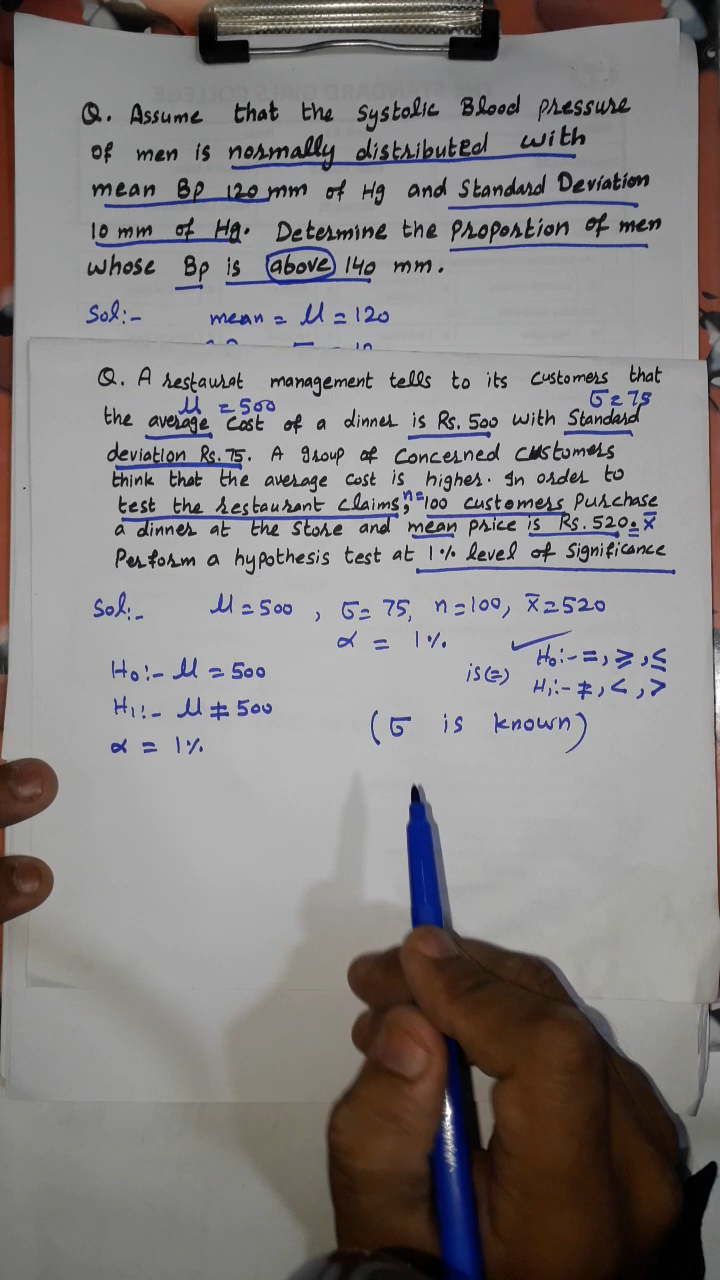 Q. Assume that the Systolic Blood pressure
of men is normally distributed with
mean Bp 120 mm of Hg and Standard Deviation
10 mm of Hg. Determine the proportion of men
whose Bp is above 140 mm.
Sol:- mean = μ = 120
Q. A restaurat management tells to its customers that
μ = 500 σ = 75
the average cost of a dinner is Rs. 500 with Standard
deviation Rs. 75. A group of concerned customers
think that the average cost is higher. In order to
test the restaurant claims, n= 100 customers purchase
a dinner at the store and mean price is Rs. 520. = x̄
Perform a hypothesis test at 1% level of Significance
Sol:- μ = 500 , σ = 75, n = 100, x̄ = 520
α = 1%
H₀:- μ = 500
is (=) H₀:- =, ≥, ≤
H₁:- ≠, <, >
H₁:- μ ≠ 500
(σ is known)
α = 1%